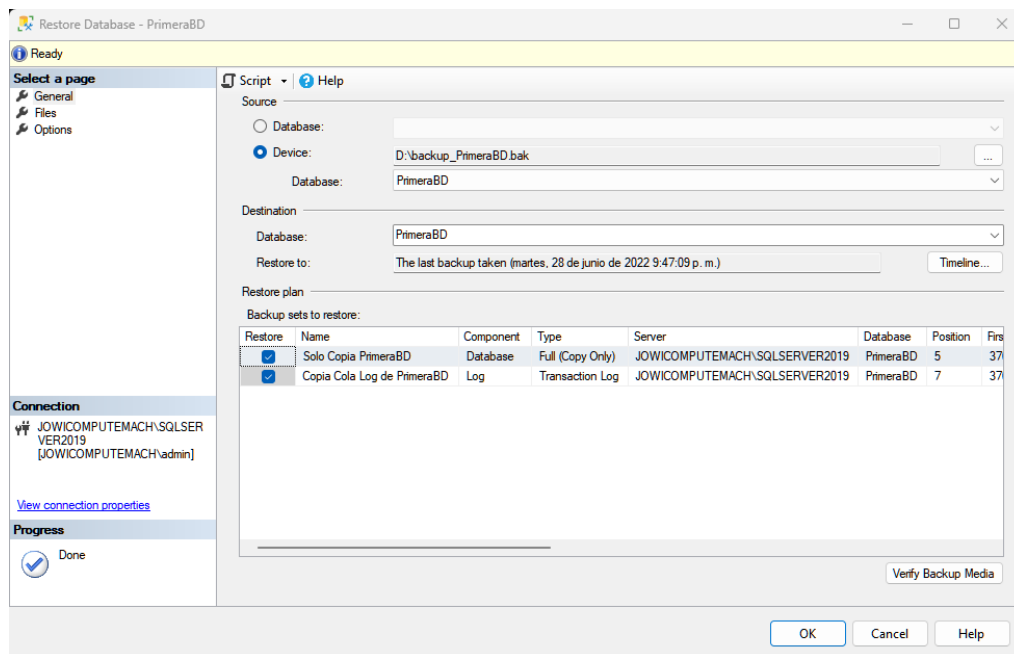 Restore Database - PrimeraBD
Ready
Select a page
General
Files
Options
Script
Help
Source
Database:
Device:
D:\backup_PrimeraBD.bak
...
Database:
PrimeraBD
Destination
Database:
PrimeraBD
Restore to:
The last backup taken (martes, 28 de junio de 2022 9:47:09 p. m.)
Timeline...
Restore plan
Backup sets to restore:
Restore Name Component Type Server Database Position Firs
Solo Copia PrimeraBD Database Full (Copy Only) JOWICOMPUTEMACH\SQLSERVER2019 PrimeraBD 5 370
Copia Cola Log de PrimeraBD Log Transaction Log JOWICOMPUTEMACH\SQLSERVER2019 PrimeraBD 7 37
Connection
JOWICOMPUTEMACH\SQLSER
VER2019
[JOWICOMPUTEMACH\admin]
View connection properties
Progress
Done
Verify Backup Media
OK
Cancel
Help